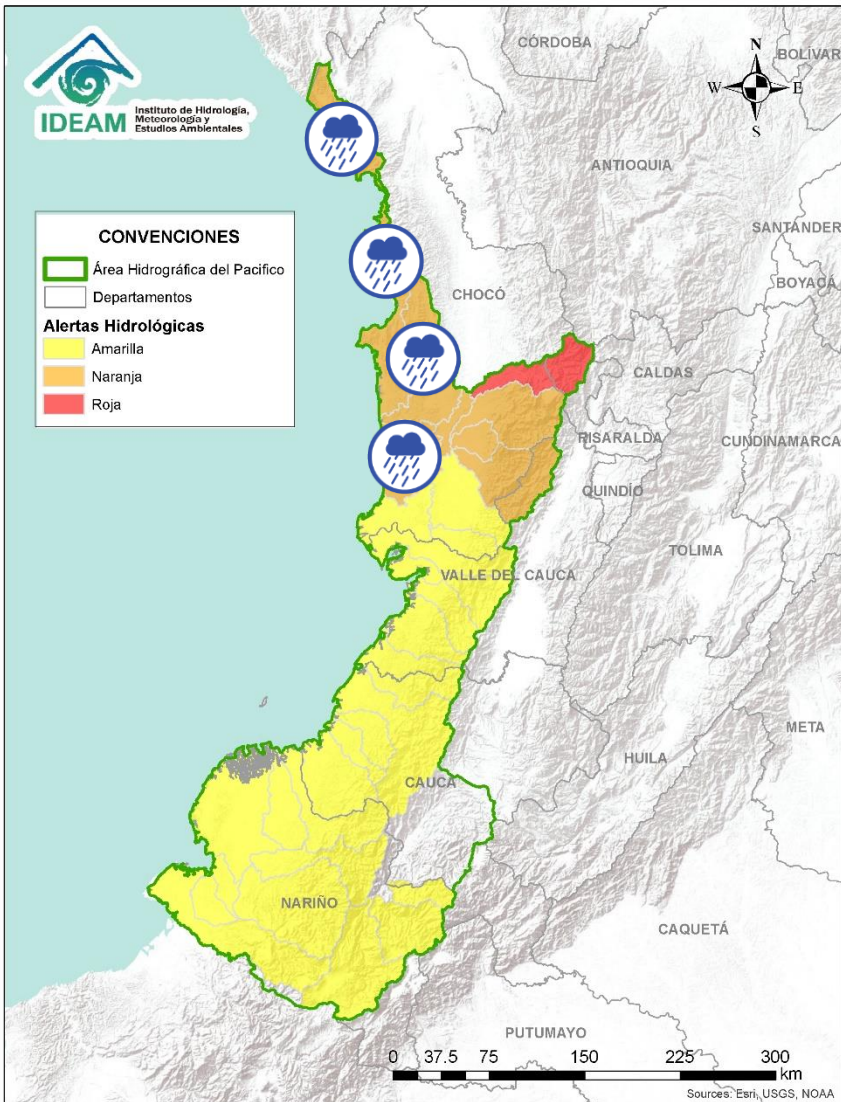 IDEAM
Instituto de Hidrología,
Meteorología y
Estudios Ambientales
CÓRDOBA
BOLÍVAR
N
W
E
S
ANTIOQUIA
SANTANDER
BOYACÁ
CONVENCIONES
Área Hidrográfica del Pacifico
Departamentos
Alertas Hidrológicas
Amarilla
Naranja
Roja
CHOCÓ
CALDAS
RISARALDA
CUNDINAMARCA
QUINDÍO
TOLIMA
VALLE DEL CAUCA
META
HUILA
CAUCA
NARIÑO
CAQUETÁ
PUTUMAYO
0 37.5 75 150 225 300
km
Sources: Esri, USGS, NOAA